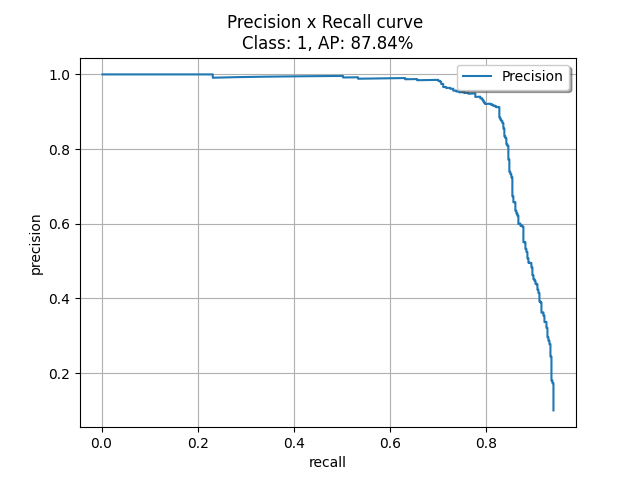 Precision x Recall curve
Class: 1, AP: 87.84%
Precision
1.0
0.8
0.6
0.4
0.2
precision
0.0
0.2
0.4
0.6
0.8
recall